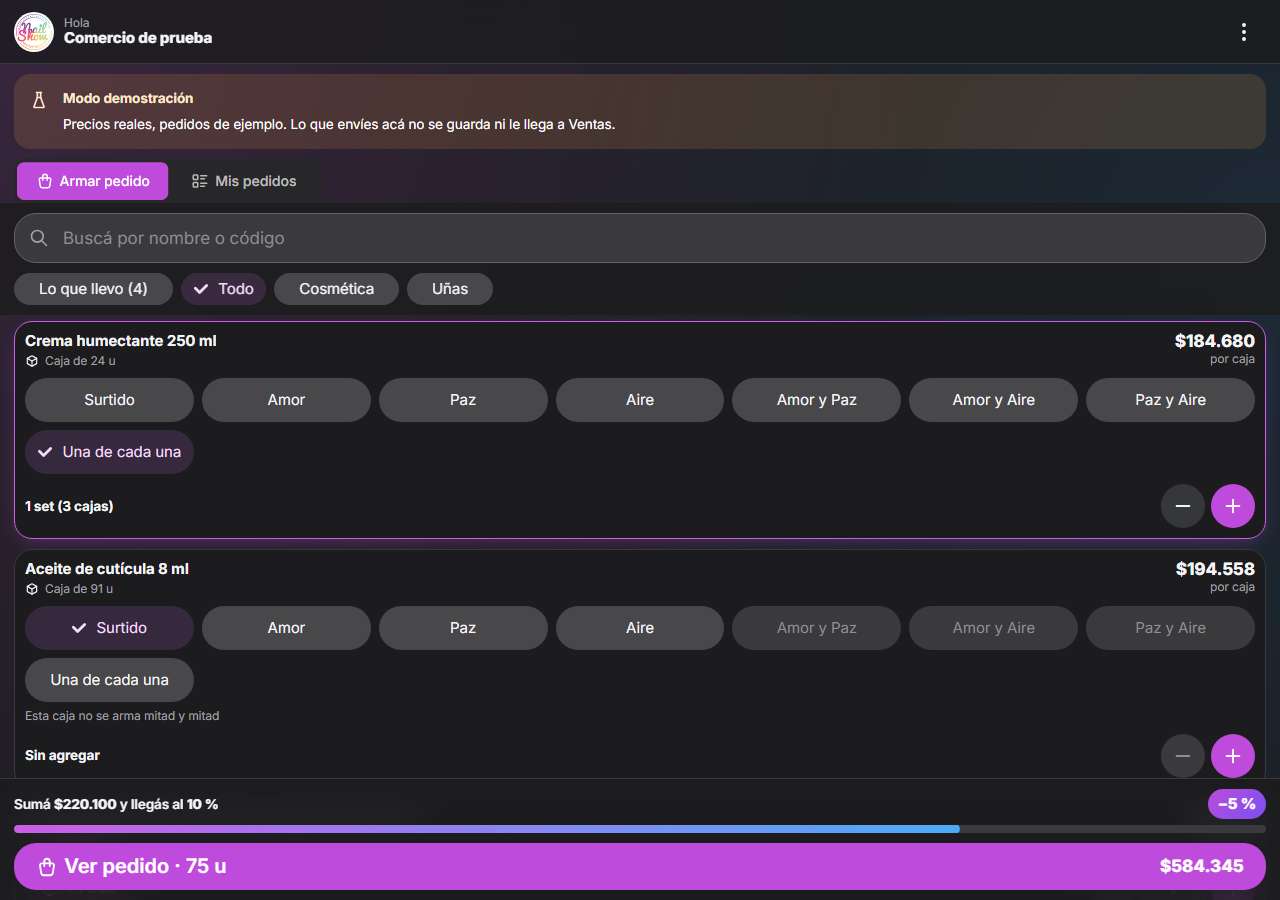 Nail Show
Hola
Comercio de prueba
Modo demostración
Precios reales, pedidos de ejemplo. Lo que envíes acá no se guarda ni le llega a Ventas.
Armar pedido
Mis pedidos
Buscá por nombre o código
Lo que llevo (4)
Todo
Cosmética
Uñas
Crema humectante 250 ml
$184.680
Caja de 24 u
por caja
Surtido
Amor
Paz
Aire
Amor y Paz
Amor y Aire
Paz y Aire
Una de cada una
1 set (3 cajas)
Aceite de cutícula 8 ml
$194.558
Caja de 91 u
por caja
Surtido
Amor
Paz
Aire
Amor y Paz
Amor y Aire
Paz y Aire
Una de cada una
Esta caja no se arma mitad y mitad
Sin agregar
Sumá $220.100 y llegás al 10 %
−5 %
Ver pedido · 75 u
$584.345